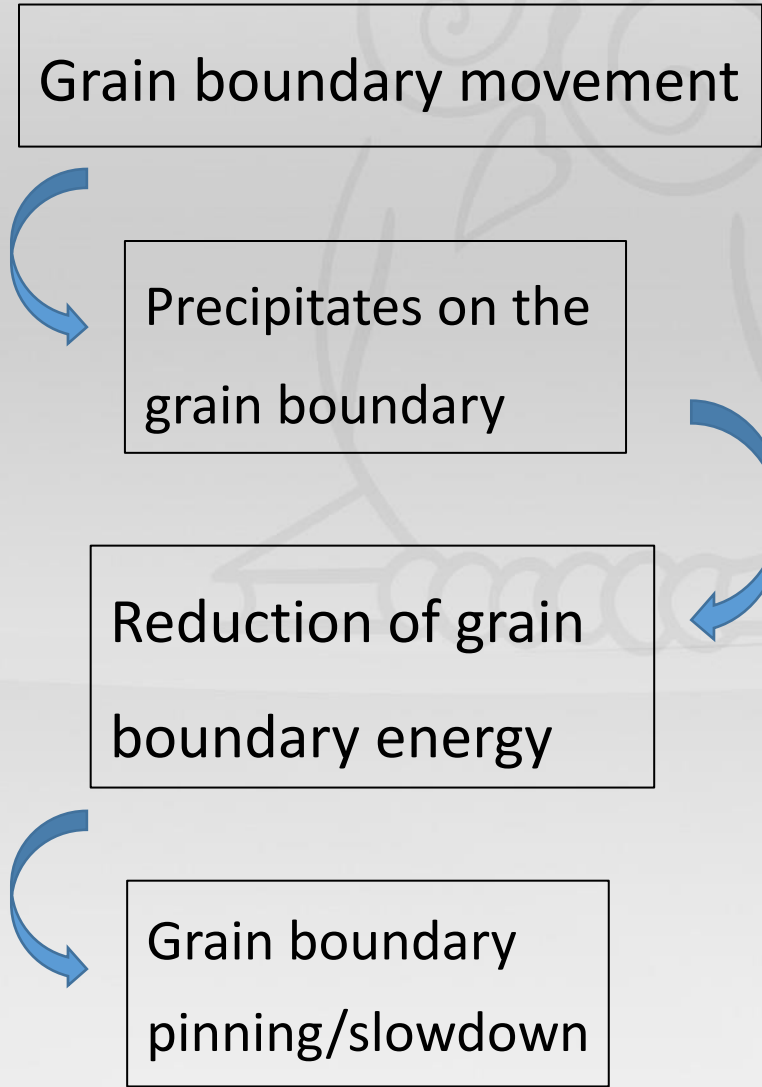 Grain boundary movement
Precipitates on the
grain boundary
Reduction of grain
boundary energy
Grain boundary
pinning/slowdown